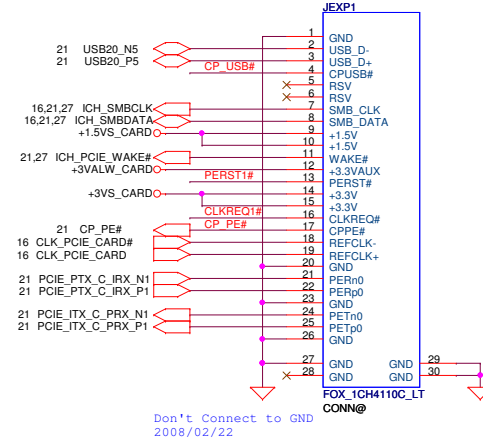 JEXP1
1 GND
21 USB20_N5 2 USB_D-
21 USB20_P5 3 USB_D+
CP_USB# 4 CPUSB#
5 RSV
6 RSV
16,21,27 ICH_SMBCLK 7 SMB_CLK
16,21,27 ICH_SMBDATA 8 SMB_DATA
+1.5VS_CARD 9 +1.5V
10 +1.5V
21,27 ICH_PCIE_WAKE# 11 WAKE#
+3VALW_CARD 12 +3.3VAUX
PERST1# 13 PERST#
+3VS_CARD 14 +3.3V
15 +3.3V
CLKREQ1# 16 CLKREQ#
21 CP_PE# CP_PE# 17 CPPE#
16 CLK_PCIE_CARD# 18 REFCLK-
16 CLK_PCIE_CARD 19 REFCLK+
20 GND
21 PCIE_PTX_C_IRX_N1 21 PERn0
21 PCIE_PTX_C_IRX_P1 22 PERp0
23 GND
21 PCIE_ITX_C_PRX_N1 24 PETn0
21 PCIE_ITX_C_PRX_P1 25 PETp0
26 GND
27 GND GND 29
28 GND GND 30
FOX_1CH4110C_LT
CONN@
Don't Connect to GND
2008/02/22